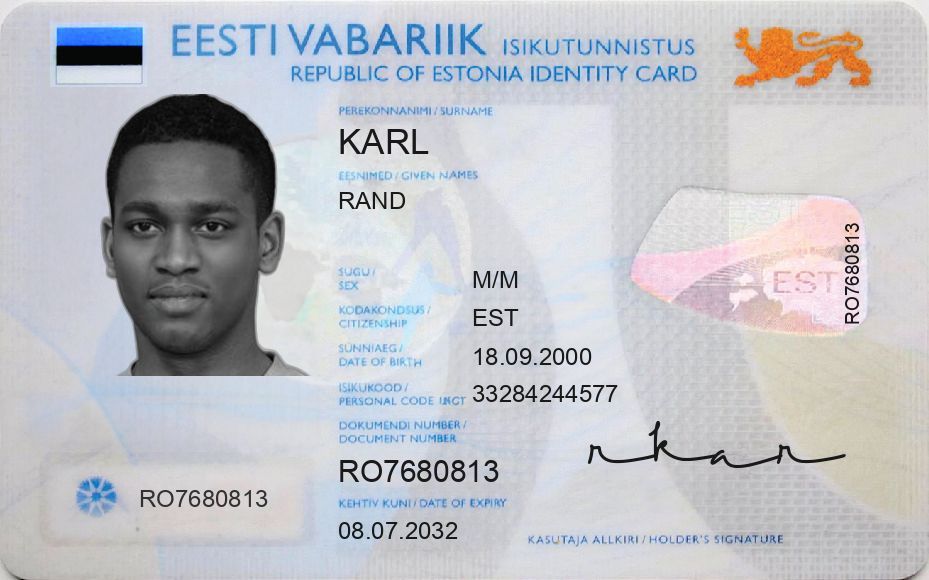 EESTI VABARIIK ISIKUTUNNISTUS
REPUBLIC OF ESTONIA IDENTITY CARD
PEREKONNANIMI / SURNAME
KARL
EESNIMED / GIVEN NAMES
RAND
SUGU /
SEX
M/M
KODAKONDSUS /
CITIZENSHIP
EST
SÜNNIAEG /
DATE OF BIRTH
18.09.2000
ISIKUKOOD /
PERSONAL CODE
33284244577
DOKUMENDI NUMBER /
DOCUMENT NUMBER
RO7680813
KEHTIV KUNI / DATE OF EXPIRY
08.07.2032
RO7680813
EST
RO7680813
KASUTAJA ALLKIRI / HOLDER'S SIGNATURE